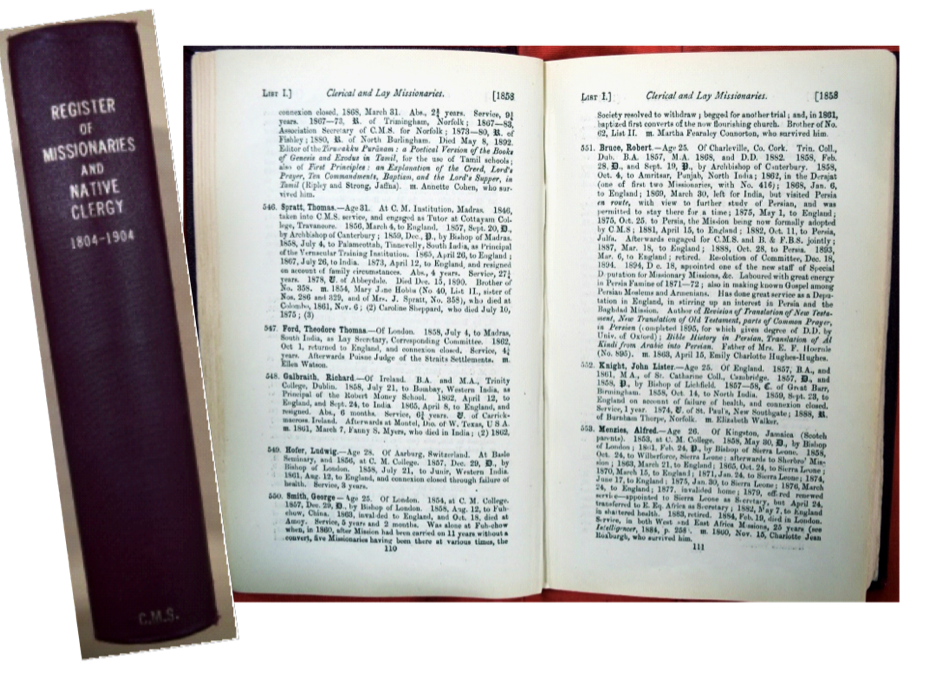 REGISTER
OF
MISSIONARIES
AND
NATIVE
CLERGY
1804-1904
C.M.S.
LIST I.] Clerical and Lay Missionaries. [1858
connexion closed, 1868, March 31. Abs., 2¾ years. Service, 9¾
years. 1867—73, R. of Trimingham, Norfolk; 1867—83,
Association Secretary of C.M.S. for Norfolk; 1873—80, R. of
Fishley; 1880, R. of North Burlingham. Died May 8, 1892.
Editor of the Tiruvakku Purānam: a Poetical Version of the Books
of Genesis and Exodus in Tamil, for the use of Tamil schools;
also of First Principles: an Explanation of the Creed, Lord's
Prayer, Ten Commandments, Baptism, and the Lord's Supper, in
Tamil (Ripley and Strong, Jaffna). m. Annette Cohen, who sur-
vived him.
546. Spratt, Thomas.—Age 31. At C. M. Institution, Madras. 1846,
taken into C.M.S. service, and engaged as Tutor at Cottayam Col-
lege, Travancore. 1856, March 4, to England. 1857, Sept. 20, D.,
by Archbishop of Canterbury; 1859, Dec., P., by Bishop of Madras.
1858, July 4, to Palamcottah, Tinnevelly, South India, as Principal
of the Vernacular Training Institution. 1865, April 26, to England;
1867, July 26, to India. 1873, April 12, to England, and resigned
on account of family circumstances. Abs., 4 years. Service, 27¼
years. 1878, V. of Abbeydale. Died Dec. 15, 1890. Brother of
No. 358. m. 1854, Mary Jane Hobbs (No 40, List II., sister of
Nos. 286 and 329, and of Mrs. J. Spratt, No. 358), who died at
Colombo, 1861, Nov. 6; (2) Caroline Sheppard, who died July 10,
1875; (3)
547. Ford, Theodore Thomas.—Of London. 1858, July 4, to Madras,
South India, as Lay Secretary, Corresponding Committee. 1862,
Oct 1, returned to England, and connexion closed. Service, 4¼
years. Afterwards Puisne Judge of the Straits Settlements. m.
Ellen Watson.
548. Galbraith, Richard.—Of Ireland. B.A. and M.A., Trinity
College, Dublin. 1858, July 21, to Bombay, Western India, as
Principal of the Robert Money School. 1862, April 12, to
England, and Sept. 24, to India 1865, April 8, to England, and
resigned. Abs., 6 months. Service, 6¼ years. V. of Carrick-
macross Ireland. Afterwards at Montel, Dio. of W. Texas, U S A.
m. 1861, March 7, Fanny S. Myers, who died in India; (2) 1862.
549. Hofer, Ludwig.—Age 28. Of Aarburg, Switzerland. At Basle
Seminary, and 1856, at C. M. College. 1857, Dec. 29, D., by
Bishop of London. 1858, July 21, to Junir, Western India.
1861, Aug. 12, to England, and connexion closed through failure of
health. Service, 3 years.
550. Smith, George—Age 25. Of London. 1854, at C. M. College.
1857, Dec. 29, D., by Bishop of London. 1858, Aug. 12, to Fuh-
chow, China. 1863, invalided to England, and Oct. 18, died at
Amoy. Service, 5 years and 2 months. Was alone at Fuh-chow
when, in 1860, after Mission had been carried on 11 years without a
convert, five Missionaries having been there at various times, the
110
LIST I.] Clerical and Lay Missionaries. [1858
Society resolved to withdraw; begged for another trial; and, in 1861,
baptized first converts of the now flourishing church. Brother of No.
62, List II. m. Martha Fearnley Connorton, who survived him.
551. Bruce, Robert.—Age 25. Of Charleville, Co. Cork. Trin. Coll.,
Dub. B.A. 1857, M.A. 1868, and D.D. 1882. 1858, Feb.
28, D., and Sept. 19, P., by Archbishop of Canterbury. 1858,
Oct. 4, to Amritsar, Punjab, North India; 1862, in the Derajat
(one of first two Missionaries, with No. 416); 1868, Jan. 6,
to England; 1869, March 30, left for India, but visited Persia
en route, with view to further study of Persian, and was
permitted to stay there for a time; 1875, May 1, to England;
1875, Oct. 25, to Persia, the Mission being now formally adopted
by C.M.S; 1881, April 15, to England; 1882, Oct. 11, to Persia,
Julfa. Afterwards engaged for C.M.S. and B. & F.B.S. jointly;
1887, Mar. 18, to England; 1888, Oct. 28, to Persia. 1893,
Mar. 6, to England; retired. Resolution of Committee, Dec. 18,
1894. 1894, Dec. 18, appointed one of the new staff of Special
Deputation for Missionary Missions, &c. Laboured with great energy
in Persia Famine of 1871—72; also in making known Gospel among
Persian Moslems and Armenians. Has done great service as a Depu-
tation in England, in stirring up an interest in Persia and the
Baghdad Mission. Author of Revision of Translation of New Testa-
ment, New Translation of Old Testament, parts of Common Prayer,
in Persian (completed 1895, for which given degree of D.D. by
Univ. of Oxford); Bible History in Persian, Translation of Al
Kindi from Arabic into Persian. Father of Mrs. E. F. Hoernle
(No. 895). m. 1863, April 15, Emily Charlotte Hughes-Hughes.
552. Knight, John Lister.—Age 25. Of England. 1857, B.A., and
1861, M.A., of St. Catharine Coll., Cambridge. 1857, D., and
1858, P., by Bishop of Lichfield. 1857—58, C. of Great Barr,
Birmingham. 1858, Oct. 14, to North India. 1859, Sept. 23, to
England on account of failure of health, and connexion closed.
Service, 1 year. 1874, V. of St. Paul's, New Southgate; 1888, R.
of Burnham Thorpe, Norfolk. m. Elizabeth Walker.
553. Menzies, Alfred.—Age 26. Of Kingston, Jamaica (Scotch
parents). 1853, at C. M. College. 1858, May 30, D., by Bishop
of London; 1861, Feb. 24, P., by Bishop of Sierra Leone. 1858,
Oct. 24, to Wilberforce, Sierra Leone; afterwards to Sherbro' Mis-
sion; 1863, March 21, to England; 1865, Oct. 24, to Sierra Leone;
1870, March 15, to England; 1871, Jan. 24, to Sierra Leone; 1874,
June 17, to England; 1875, Jan. 30, to Sierra Leone; 1876, March
24, to England; 1877, invalided home; 1879, offered renewed
service—appointed to Sierra Leone as Secretary, but April 24,
transferred to E. Eq. Africa as Secretary; 1882, May 7, to England
in shattered health. 1883, retired. 1884, Feb. 19, died in London.
Service, in both West and East Africa Missions, 25 years (see
Intelligencer, 1884, p. 256). m. 1860, Nov. 15, Charlotte Jean
Roxburgh, who survived him.
111